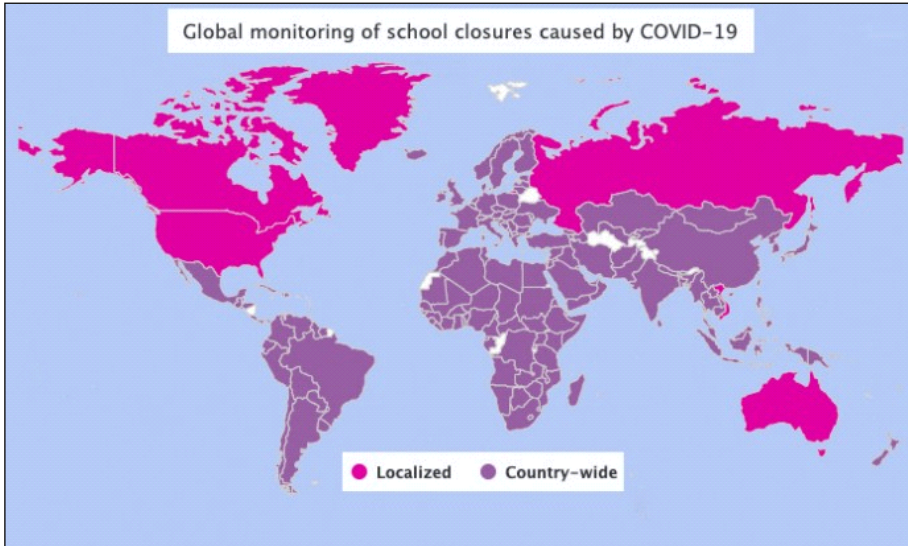 Global monitoring of school closures caused by COVID-19
Localized
Country-wide